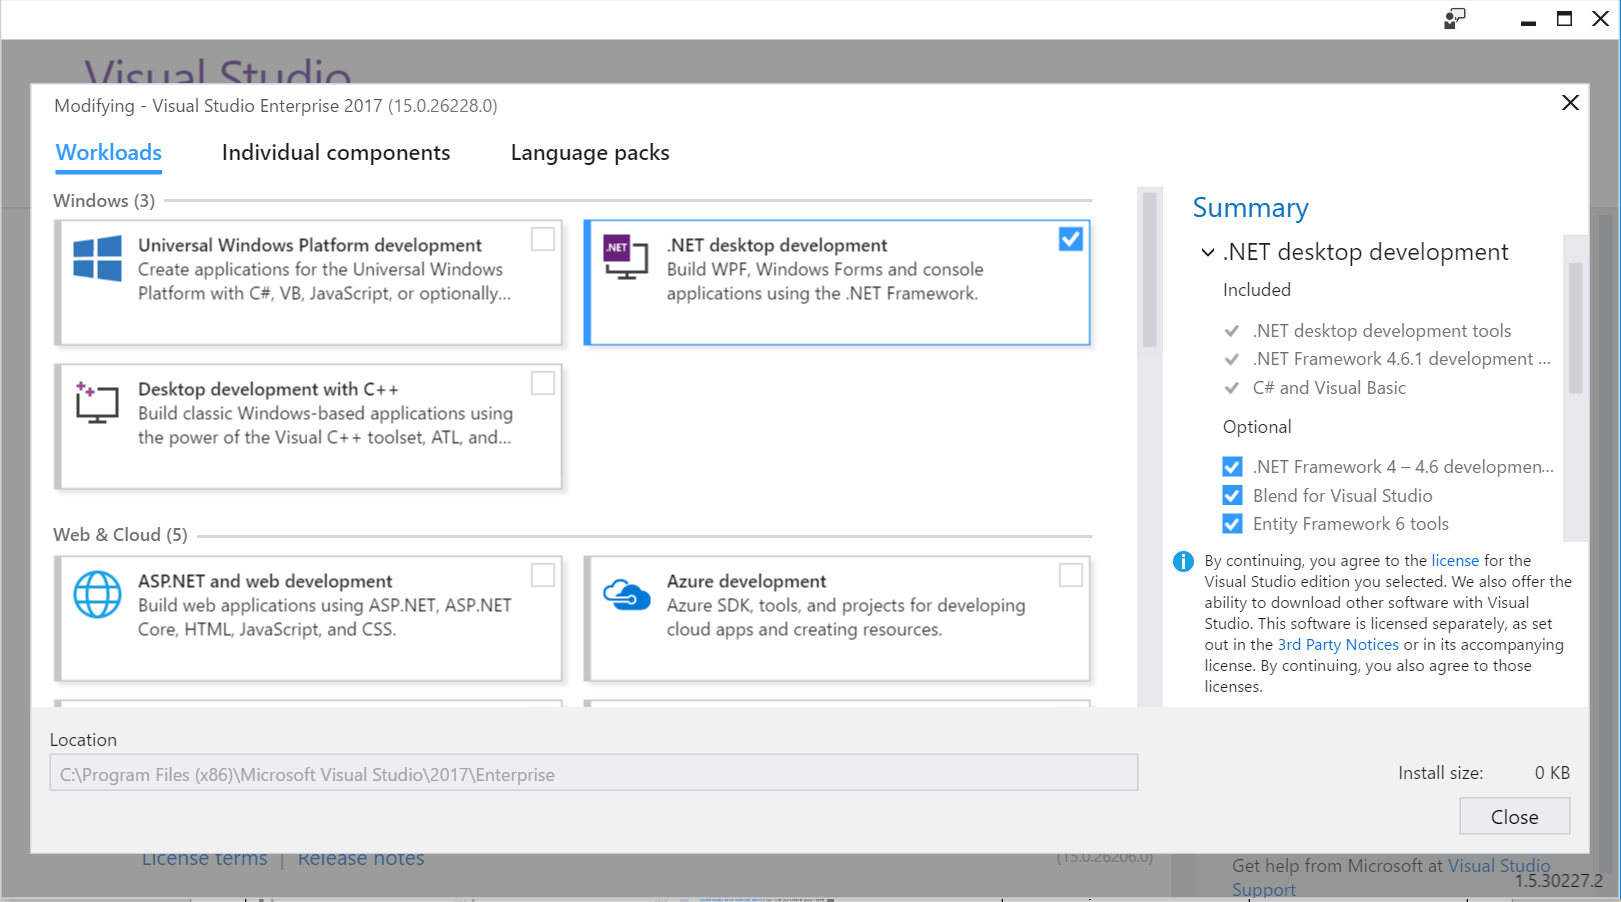 Visual Studio
Modifying - Visual Studio Enterprise 2017 (15.0.26228.0)
Workloads
Individual components
Language packs
Windows (3)
Universal Windows Platform development
Create applications for the Universal Windows
Platform with C#, VB, JavaScript, or optionally...
.NET
.NET desktop development
Build WPF, Windows Forms and console
applications using the .NET Framework.
Desktop development with C++
Build classic Windows-based applications using
the power of the Visual C++ toolset, ATL, and...
Web & Cloud (5)
ASP.NET and web development
Build web applications using ASP.NET, ASP.NET
Core, HTML, JavaScript, and CSS.
Azure development
Azure SDK, tools, and projects for developing
cloud apps and creating resources.
Summary
.NET desktop development
Included
.NET desktop development tools
.NET Framework 4.6.1 development ...
C# and Visual Basic
Optional
.NET Framework 4 – 4.6 developmen...
Blend for Visual Studio
Entity Framework 6 tools
By continuing, you agree to the license for the
Visual Studio edition you selected. We also offer the
ability to download other software with Visual
Studio. This software is licensed separately, as set
out in the 3rd Party Notices or in its accompanying
license. By continuing, you also agree to those
licenses.
Location
C:\Program Files (x86)\Microsoft Visual Studio\2017\Enterprise
Install size: 0 KB
Close
License terms | Release notes
(15.0.26206.0)
Get help from Microsoft at Visual Studio
Support
1.5.30227.2